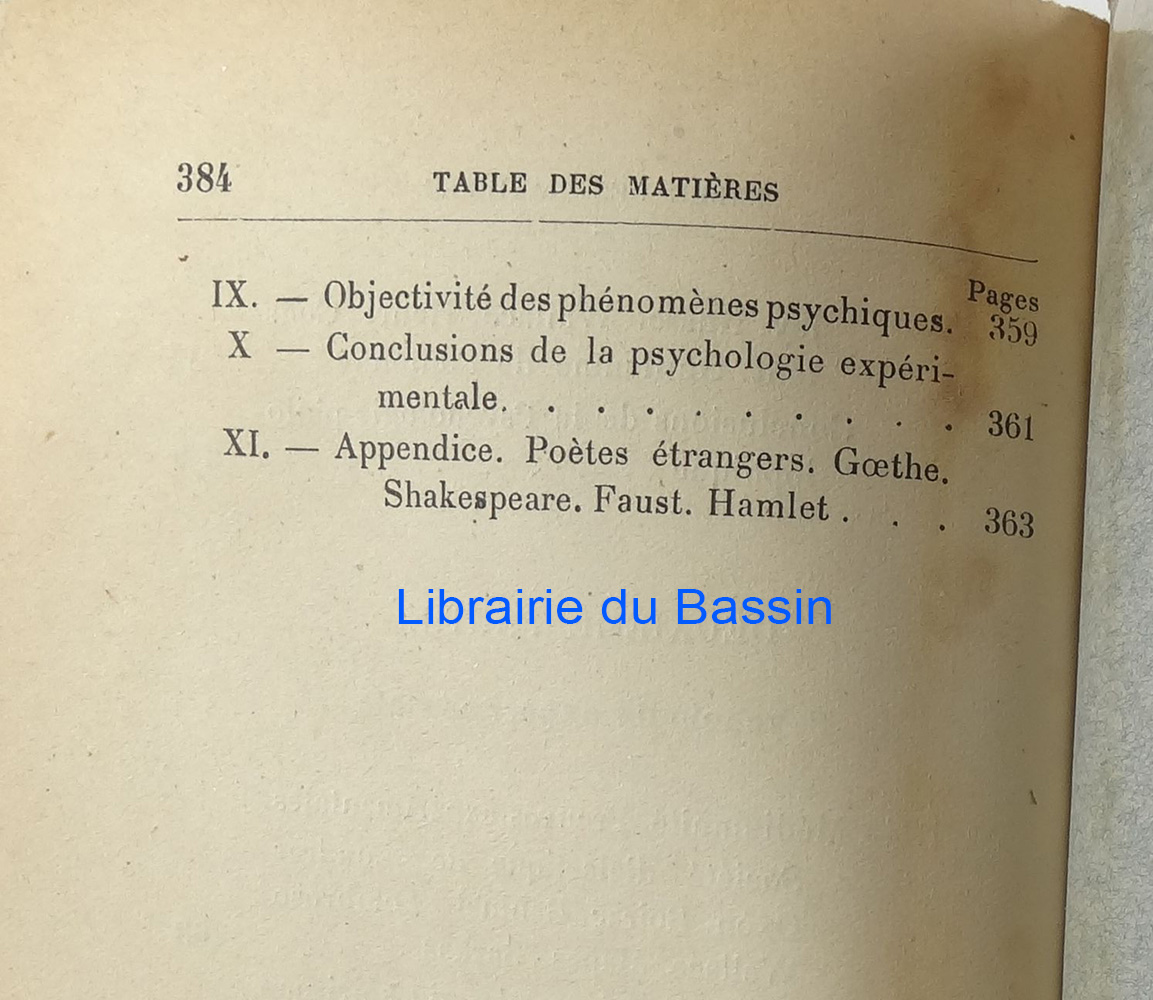 384 TABLE DES MATIÈRES
Pages
IX. — Objectivité des phénomènes psychiques. 359
X — Conclusions de la psychologie expéri-
mentale. . . . . . . . . . 361
XI. — Appendice. Poètes étrangers. Gœthe.
Shakespeare. Faust. Hamlet . . . 363
Librairie du Bassin